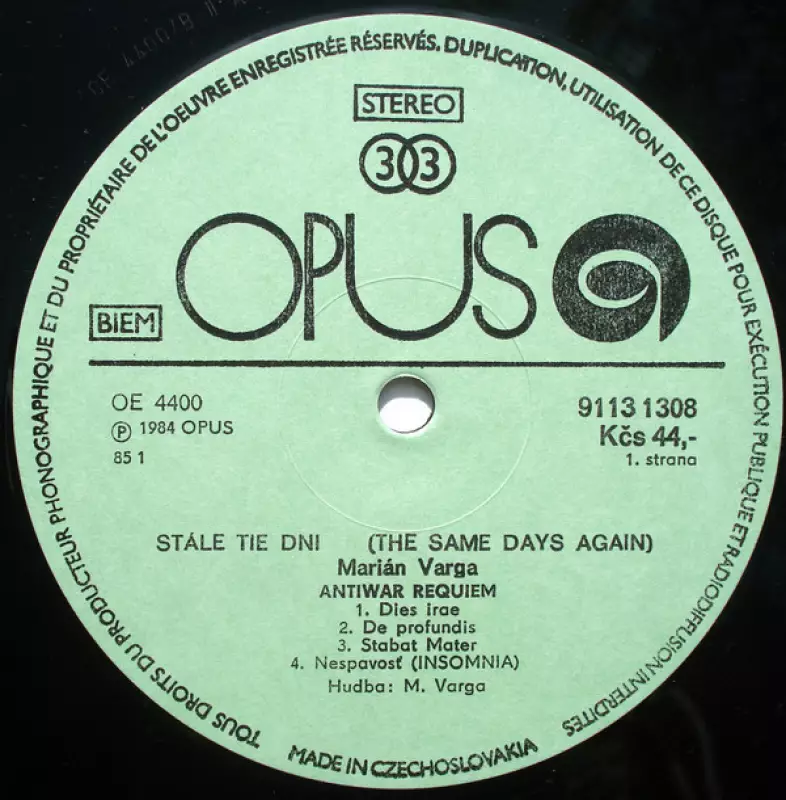 TOUS DROITS DU PRODUCTEUR PHONOGRAPHIQUE ET DU PROPRIÉTAIRE DE L'OEUVRE ENREGISTRÉE RÉSERVÉS. DUPLICATION, UTILISATION DE CE DISQUE POUR EXÉCUTION PUBLIQUE ET RADIODIFFUSION INTERDITES
STEREO
33
OPUS
BIEM
OE 4400
Ⓟ 1984 OPUS
85 1
9113 1308
Kčs 44,-
1. strana
STÁLE TIE DNI (THE SAME DAYS AGAIN)
Marián Varga
ANTIWAR REQUIEM
1. Dies irae
2. De profundis
3. Stabat Mater
4. Nespavosť (INSOMNIA)
Hudba: M. Varga
MADE IN CZECHOSLOVAKIA